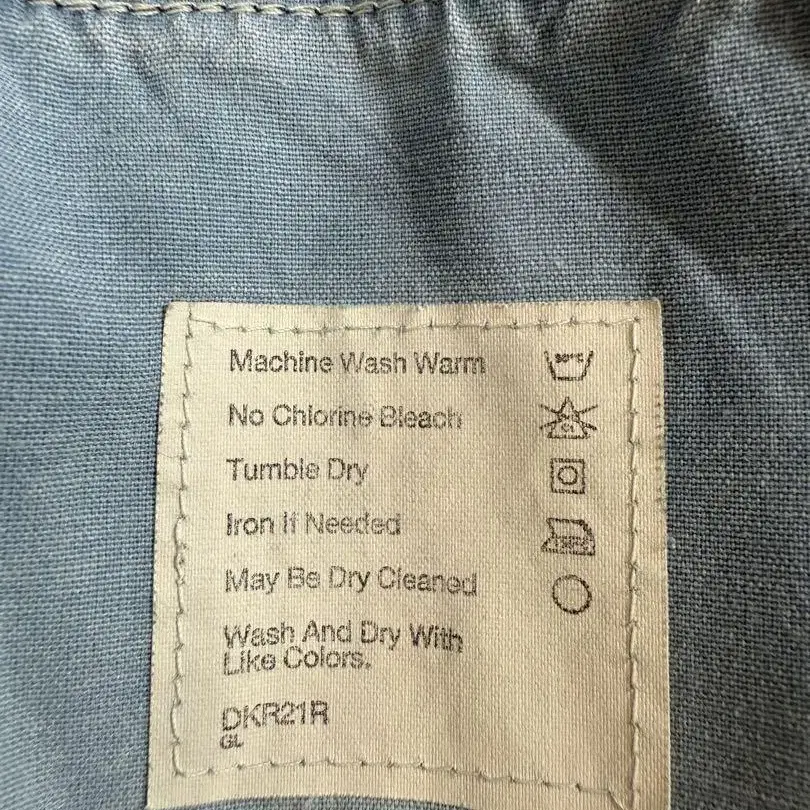 Machine Wash Warm
No Chlorine Bleach
Tumble Dry
Iron If Needed
May Be Dry Cleaned
Wash And Dry With
Like Colors.
DKR21R
GL